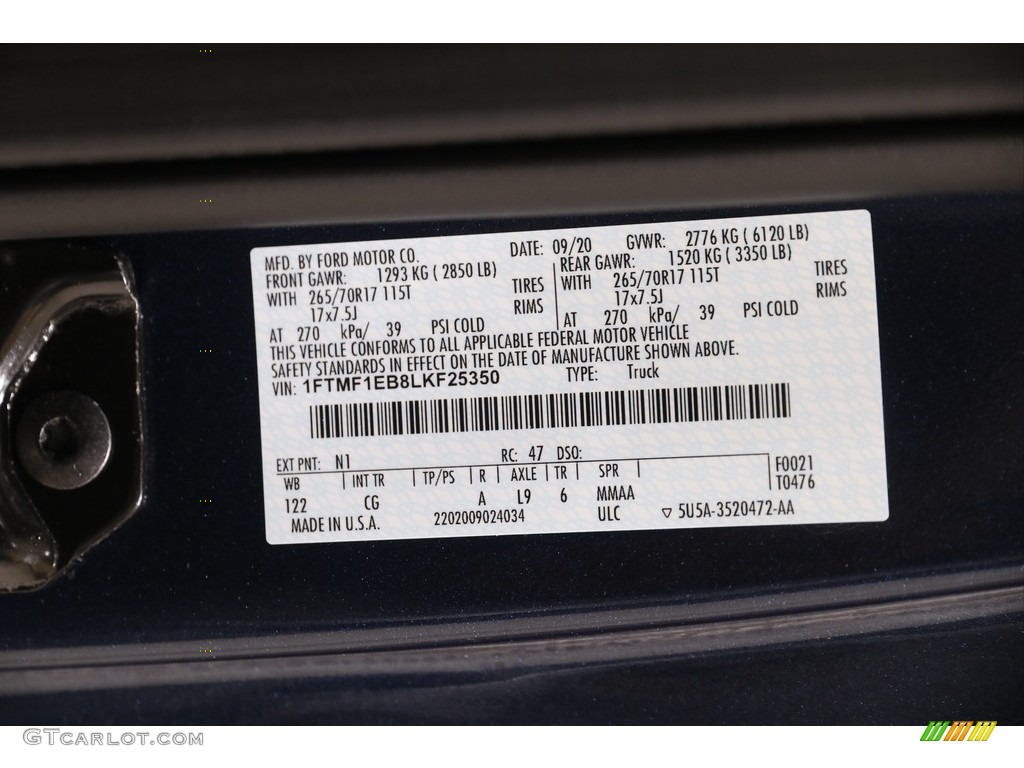 MFD. BY FORD MOTOR CO. DATE: 09/20 GVWR: 2776 KG ( 6120 LB)
FRONT GAWR: 1293 KG ( 2850 LB) REAR GAWR: 1520 KG ( 3350 LB)
WITH 265/70R17 115T TIRES WITH 265/70R17 115T TIRES
17x7.5J RIMS 17x7.5J RIMS
AT 270 kPa/ 39 PSI COLD AT 270 kPa/ 39 PSI COLD
THIS VEHICLE CONFORMS TO ALL APPLICABLE FEDERAL MOTOR VEHICLE
SAFETY STANDARDS IN EFFECT ON THE DATE OF MANUFACTURE SHOWN ABOVE.
VIN: 1FTMF1EB8LKF25350 TYPE: Truck
EXT PNT: N1 RC: 47 DSO:
WB INT TR TP/PS R AXLE TR SPR F0021
122 CG A L9 6 MMAA T0476
MADE IN U.S.A. 2202009024034 ULC ▽ 5U5A-3520472-AA
GTCARLOT.COM